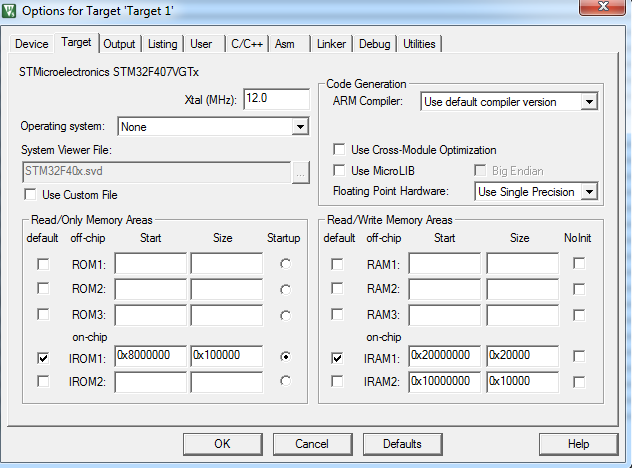 Options for Target 'Target 1'
Device Target Output Listing User C/C++ Asm Linker Debug Utilities
STMicroelectronics STM32F407VGTx
Xtal (MHz): 12.0
Operating system: None
System Viewer File:
STM32F40x.svd ...
Use Custom File
Code Generation
ARM Compiler: Use default compiler version
Use Cross-Module Optimization
Use MicroLIB Big Endian
Floating Point Hardware: Use Single Precision
Read/Only Memory Areas
default off-chip Start Size Startup
ROM1:
ROM2:
ROM3:
on-chip
IROM1: 0x8000000 0x100000
IROM2:
Read/Write Memory Areas
default off-chip Start Size NoInit
RAM1:
RAM2:
RAM3:
on-chip
IRAM1: 0x20000000 0x20000
IRAM2: 0x10000000 0x10000
OK Cancel Defaults Help